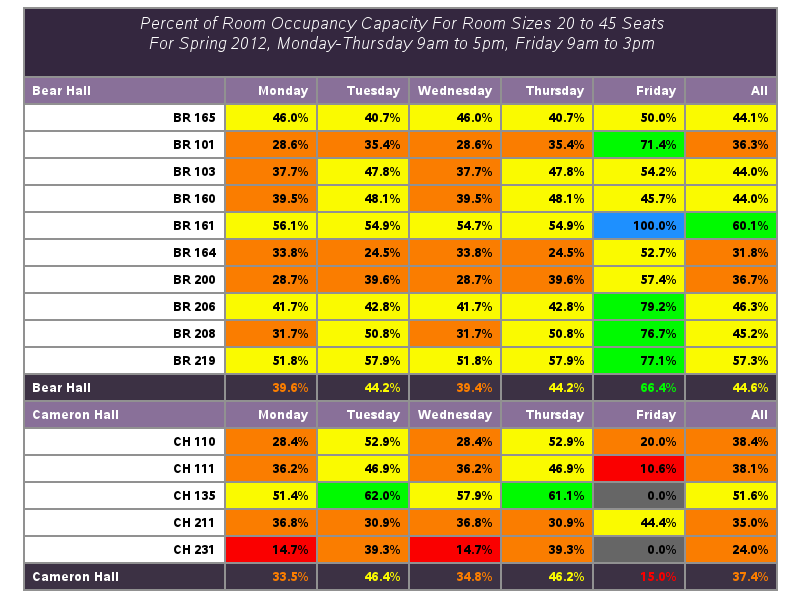 Percent of Room Occupancy Capacity For Room Sizes 20 to 45 Seats
For Spring 2012, Monday-Thursday 9am to 5pm, Friday 9am to 3pm
Bear Hall Monday Tuesday Wednesday Thursday Friday All
BR 165 46.0% 40.7% 46.0% 40.7% 50.0% 44.1%
BR 101 28.6% 35.4% 28.6% 35.4% 71.4% 36.3%
BR 103 37.7% 47.8% 37.7% 47.8% 54.2% 44.0%
BR 160 39.5% 48.1% 39.5% 48.1% 45.7% 44.0%
BR 161 56.1% 54.9% 54.7% 54.9% 100.0% 60.1%
BR 164 33.8% 24.5% 33.8% 24.5% 52.7% 31.8%
BR 200 28.7% 39.6% 28.7% 39.6% 57.4% 36.7%
BR 206 41.7% 42.8% 41.7% 42.8% 79.2% 46.3%
BR 208 31.7% 50.8% 31.7% 50.8% 76.7% 45.2%
BR 219 51.8% 57.9% 51.8% 57.9% 77.1% 57.3%
Bear Hall 39.6% 44.2% 39.4% 44.2% 66.4% 44.6%
Cameron Hall Monday Tuesday Wednesday Thursday Friday All
CH 110 28.4% 52.9% 28.4% 52.9% 20.0% 38.4%
CH 111 36.2% 46.9% 36.2% 46.9% 10.6% 38.1%
CH 135 51.4% 62.0% 57.9% 61.1% 0.0% 51.6%
CH 211 36.8% 30.9% 36.8% 30.9% 44.4% 35.0%
CH 231 14.7% 39.3% 14.7% 39.3% 0.0% 24.0%
Cameron Hall 33.5% 46.4% 34.8% 46.2% 15.0% 37.4%